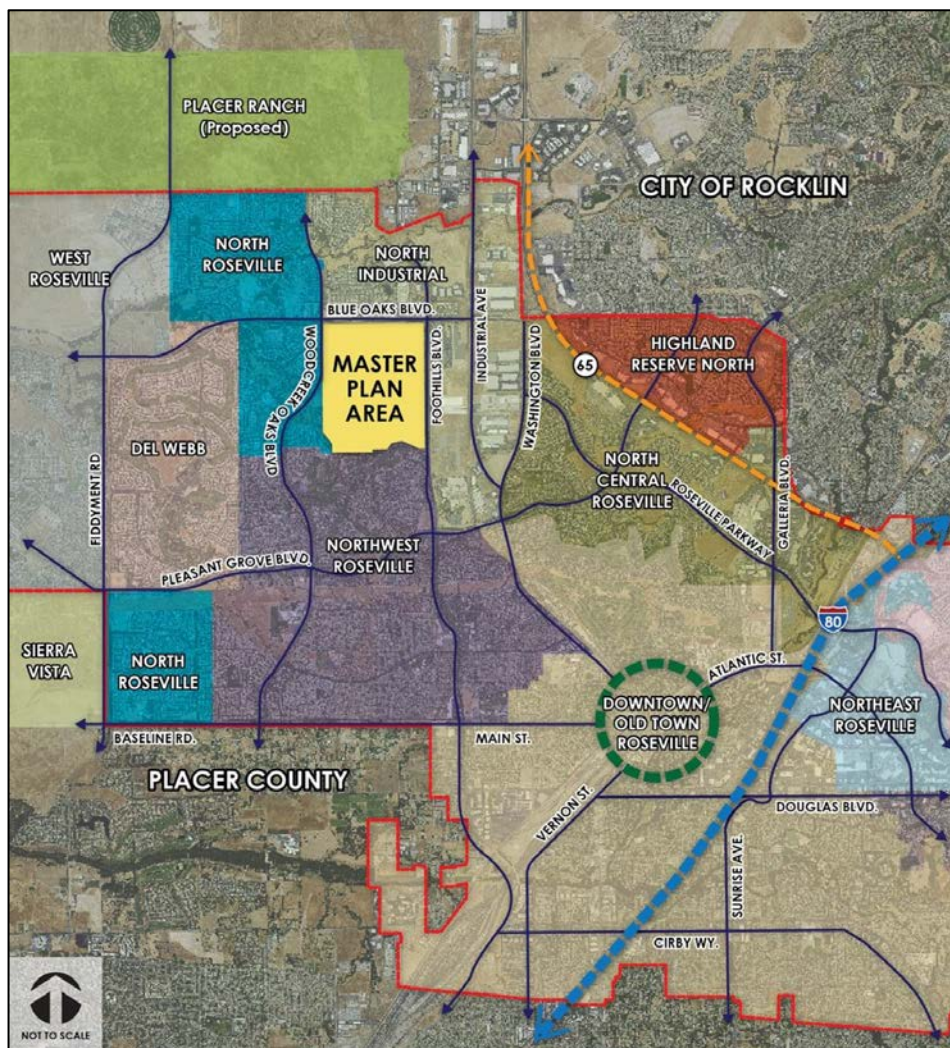 PLACER RANCH
(Proposed)
CITY OF ROCKLIN
WEST
ROSEVILLE
NORTH
ROSEVILLE
NORTH
INDUSTRIAL
BLUE OAKS BLVD.
INDUSTRIAL AVE
WASHINGTON BLVD
HIGHLAND
RESERVE NORTH
65
MASTER
PLAN
AREA
WOODCREEK OAKS BLVD
FOOTHILLS BLVD.
DEL WEBB
FIDDYMENT RD
NORTH
CENTRAL
ROSEVILLE
ROSEVILLE PARKWAY
GALLERIA BLVD.
PLEASANT GROVE BLVD.
NORTHWEST
ROSEVILLE
80
SIERRA
VISTA
NORTH
ROSEVILLE
ATLANTIC ST.
DOWNTOWN/
OLD TOWN
ROSEVILLE
NORTHEAST
ROSEVILLE
BASELINE RD.
MAIN ST.
PLACER COUNTY
VERNON ST.
DOUGLAS BLVD.
SUNRISE AVE.
CIRBY WY.
NOT TO SCALE